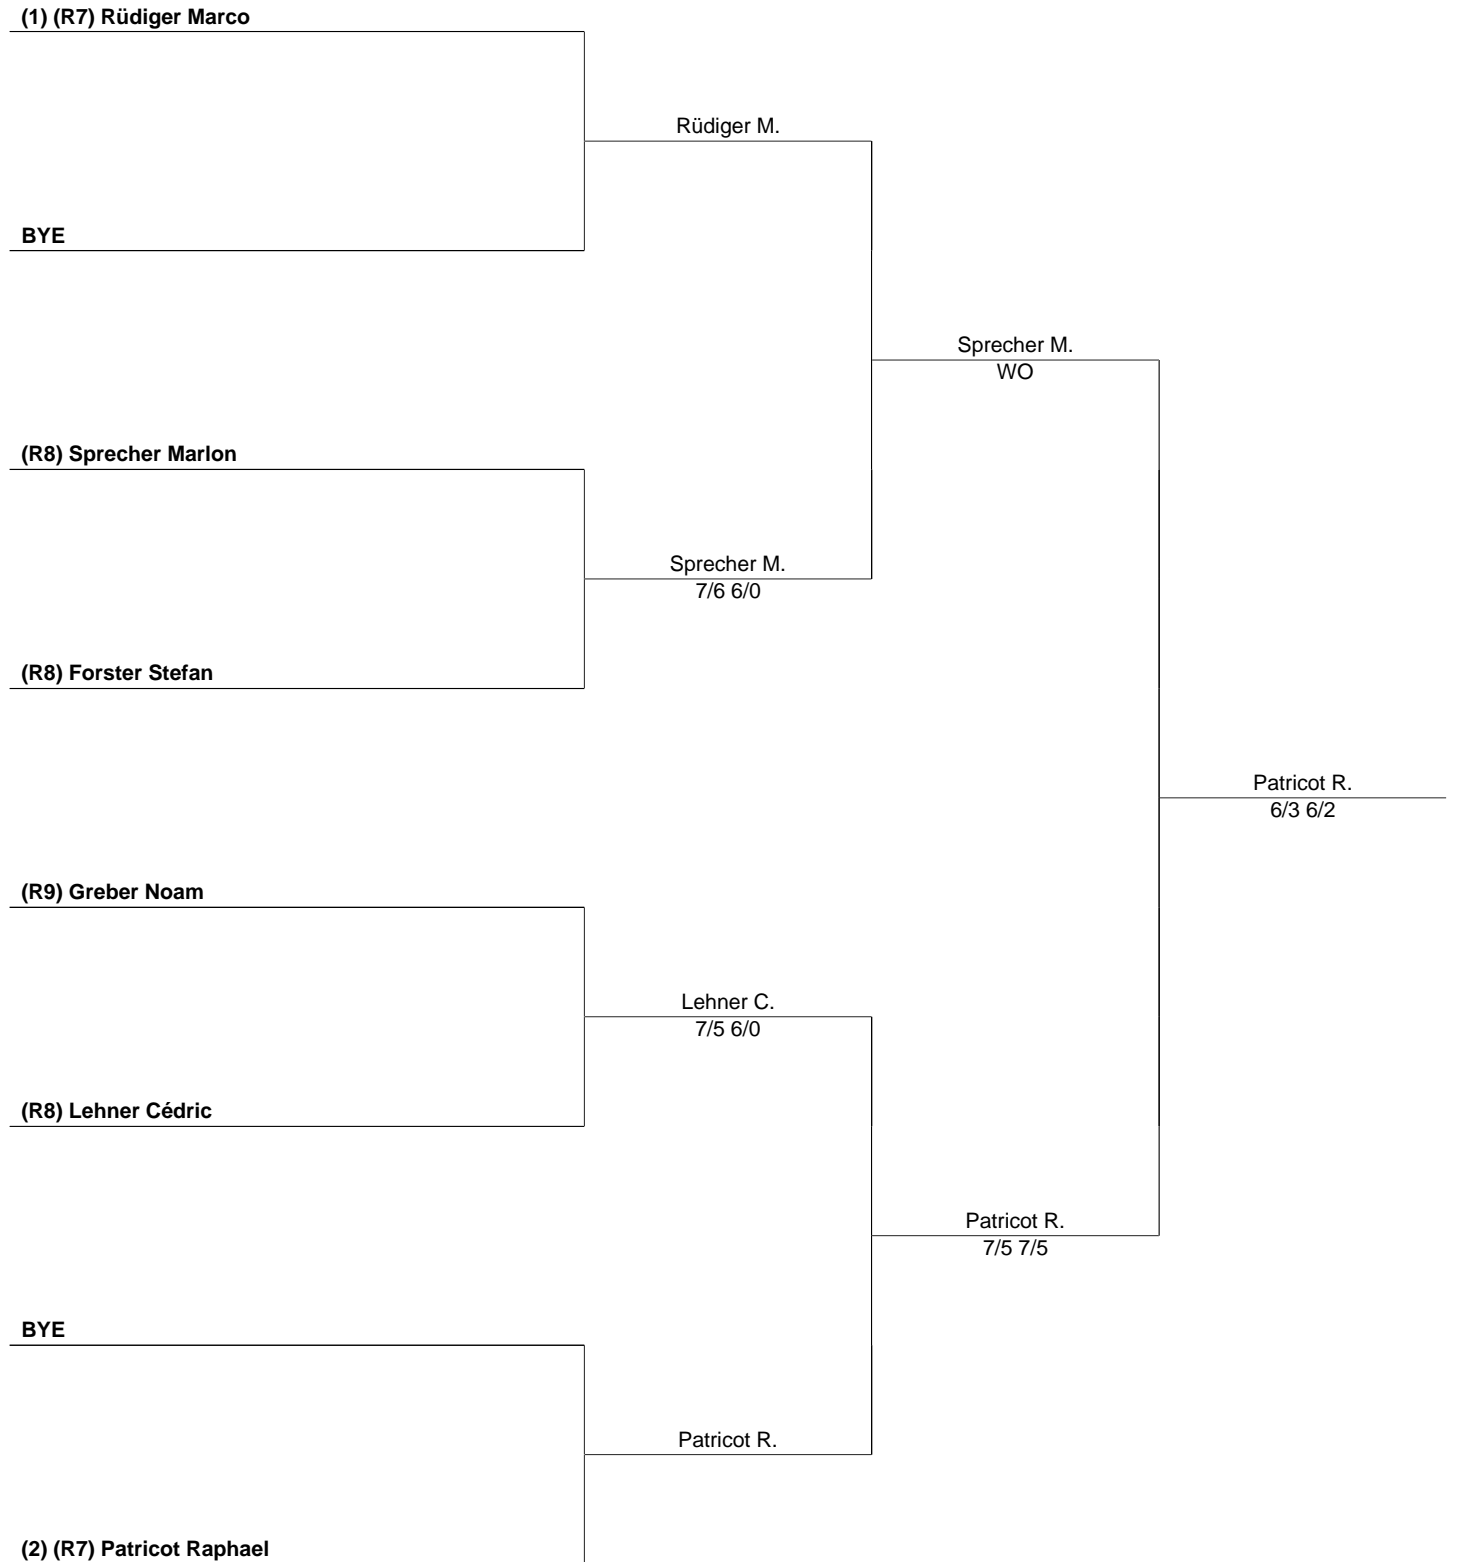 (1) (R7) Rüdiger Marco
Rüdiger M.
BYE
Sprecher M.
WO
(R8) Sprecher Marlon
Sprecher M.
7/6 6/0
(R8) Forster Stefan
Patricot R.
6/3 6/2
(R9) Greber Noam
Lehner C.
7/5 6/0
(R8) Lehner Cédric
Patricot R.
7/5 7/5
BYE
Patricot R.
(2) (R7) Patricot Raphael